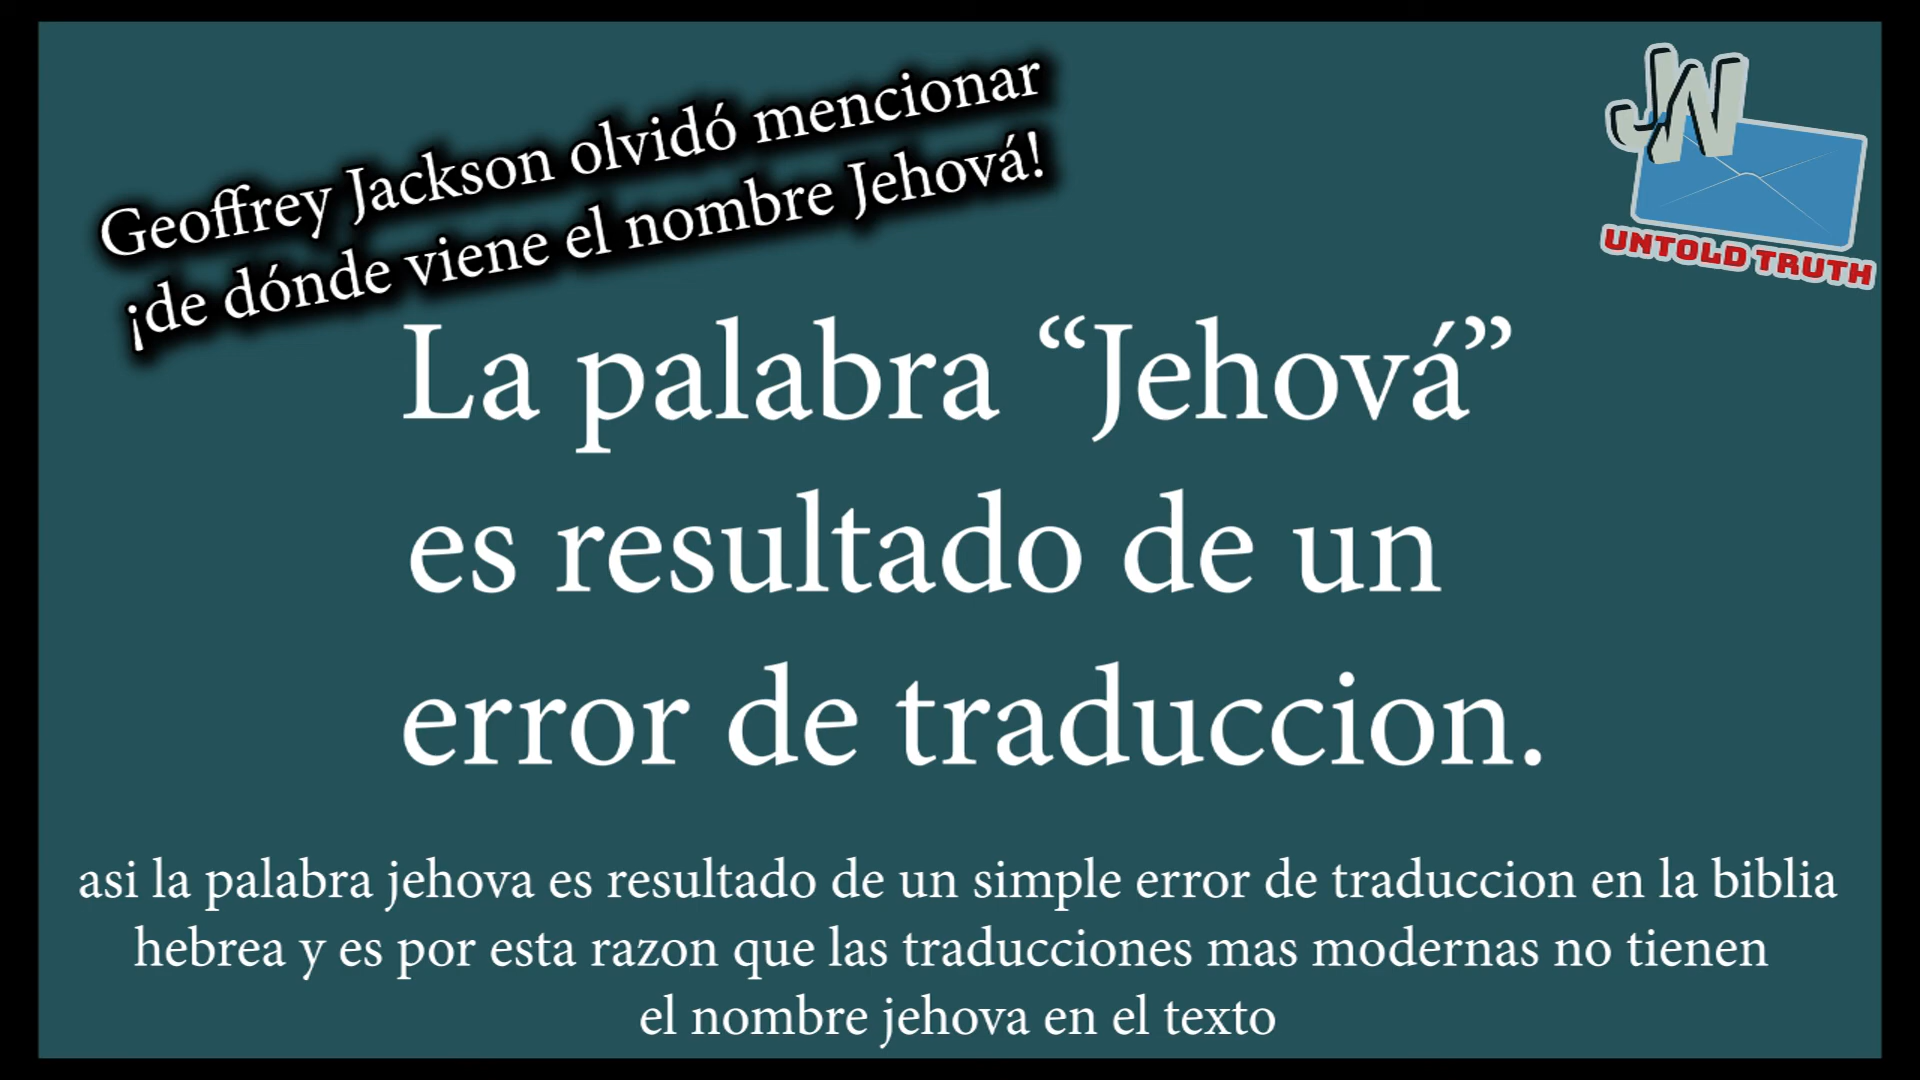 Geoffrey Jackson olvidó mencionar
¡de dónde viene el nombre Jehová!
JW
UNTOLD TRUTH
La palabra “Jehová”
es resultado de un
error de traduccion.
asi la palabra jehova es resultado de un simple error de traduccion en la biblia
hebrea y es por esta razon que las traducciones mas modernas no tienen
el nombre jehova en el texto